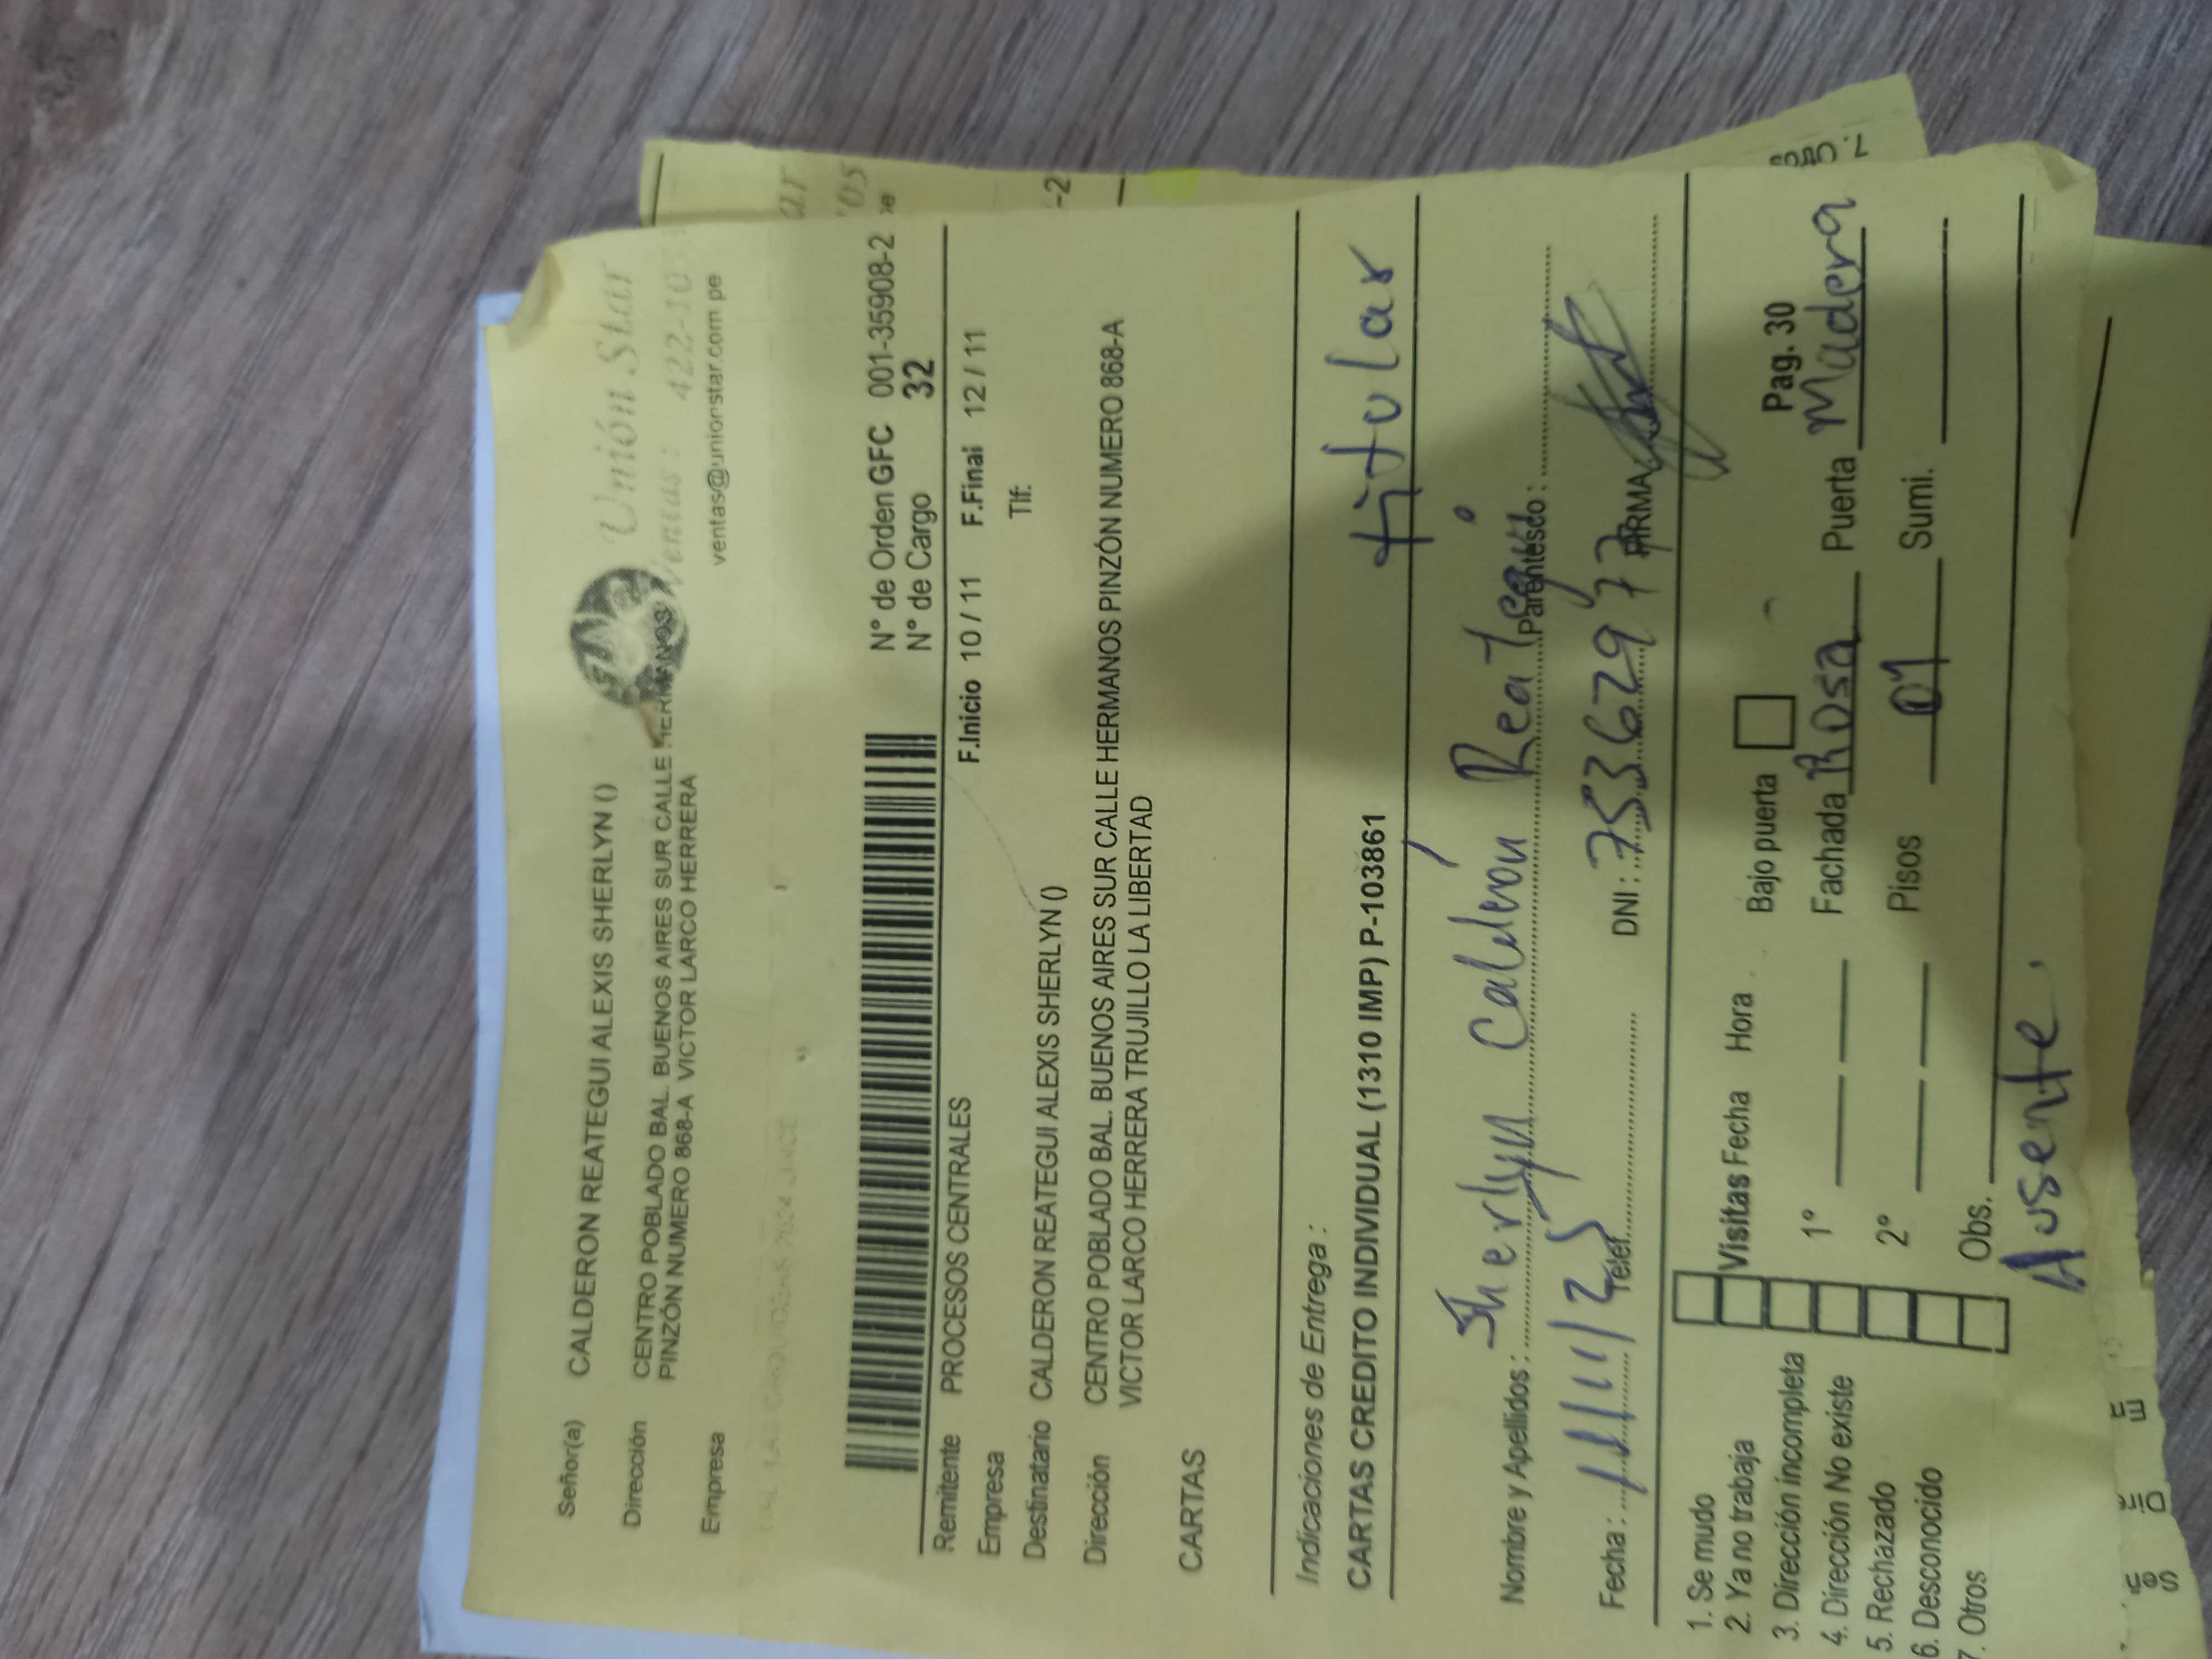 Unión Star
Señor(a) CALDERON REATEGUI ALEXIS SHERLYN ()
Ventas : 422-10
Dirección CENTRO POBLADO BAL. BUENOS AIRES SUR CALLE HERMANOS
PINZÓN NUMERO 868-A VICTOR LARCO HERRERA
ventas@unionstar.com pe
Empresa
N° de Orden GFC 001-35908-2
N° de Cargo 32
Remitente PROCESOS CENTRALES F.Inicio 10 / 11 F.Final 12 / 11
Empresa Tlf:
Destinatario CALDERON REATEGUI ALEXIS SHERLYN ()
Dirección CENTRO POBLADO BAL. BUENOS AIRES SUR CALLE HERMANOS PINZÓN NUMERO 868-A
VICTOR LARCO HERRERA TRUJILLO LA LIBERTAD
CARTAS
Indicaciones de Entrega :
CARTAS CREDITO INDIVIDUAL (1310 IMP) P-103861
titular
Nombre y Apellidos : Sherlyn Calderón Reategui Parentesco :
Fecha : 11/11/25 Telef. DNI : 75362977 FIRMA
1. Se mudo
2. Ya no trabaja
3. Dirección incompleta
4. Dirección No existe
5. Rechazado
6. Desconocido
7. Otros
Visitas Fecha Hora Bajo puerta Pag. 30
1° Fachada Rosa Puerta Madera
2° Pisos 01 Sumi.
Obs.
Ausente.